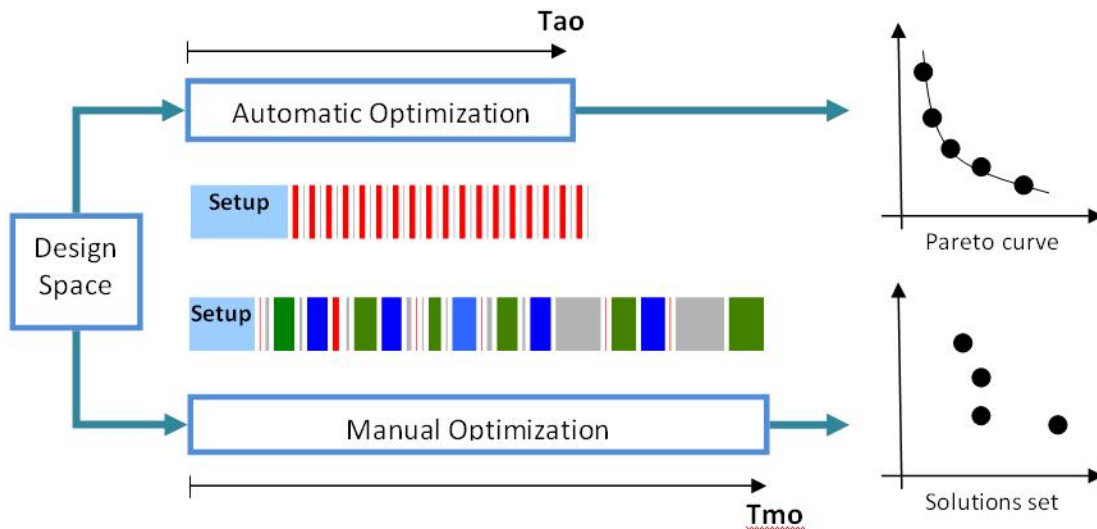 Tao
Automatic Optimization
Setup
Design
Space
Pareto curve
Setup
Manual Optimization
Solutions set
Tmo